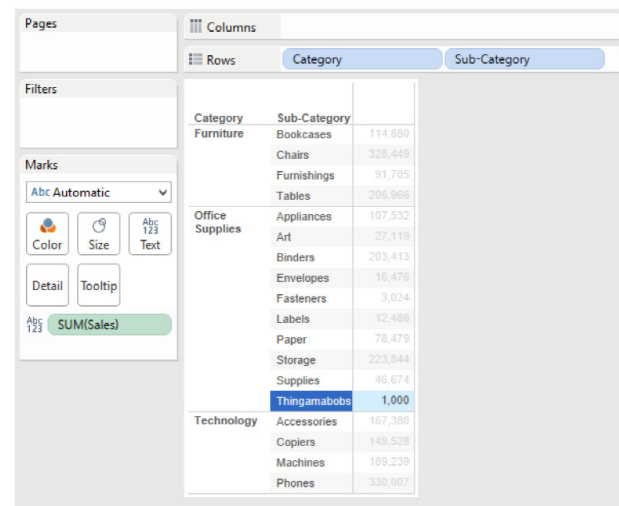 Pages
Columns
Rows Category Sub-Category
Filters
Marks
Abc Automatic
Color Size Abc 123 Text
Detail Tooltip
Abc 123 SUM(Sales)
Category Sub-Category
Furniture Bookcases 114,880
Chairs 328,449
Furnishings 91,705
Tables 206,966
Office Supplies Appliances 107,532
Art 27,119
Binders 203,413
Envelopes 16,476
Fasteners 3,024
Labels 12,486
Paper 78,479
Storage 223,844
Supplies 46,674
Thingamabobs 1,000
Technology Accessories 167,380
Copiers 149,528
Machines 189,239
Phones 330,007